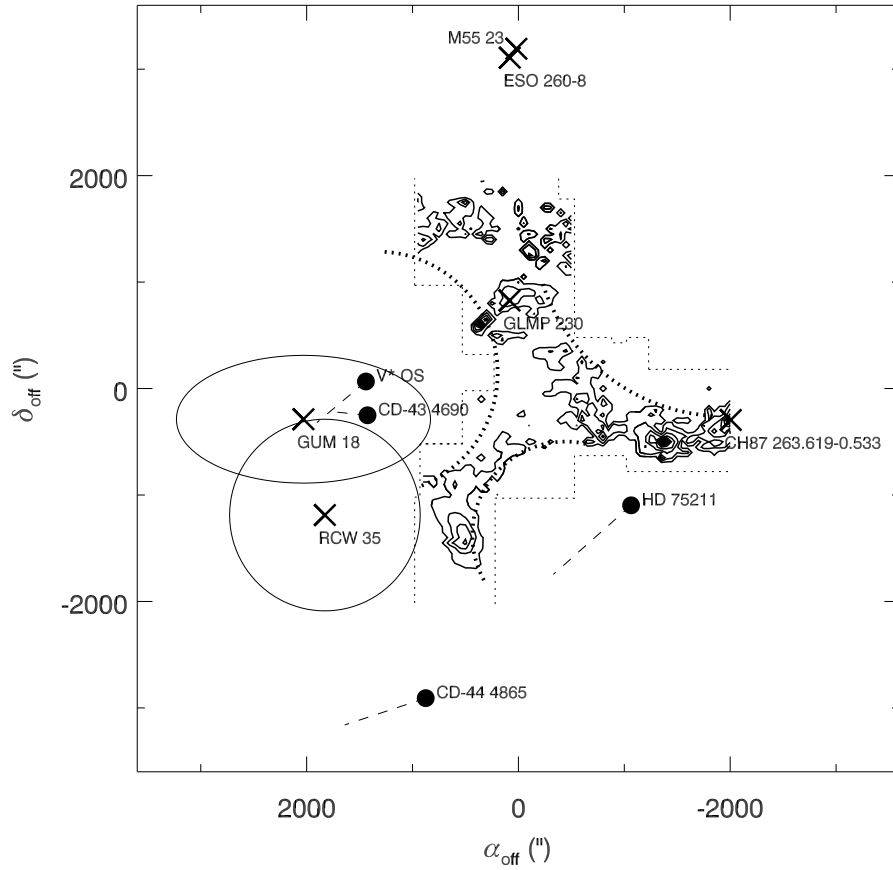 M55 23
ESO 260-8
2000
GLMP 230
V* OS
0
CD-43 4690
δoff (")
GUM 18
CH87 263.619-0.533
HD 75211
RCW 35
-2000
CD-44 4865
2000 0 -2000
αoff (")